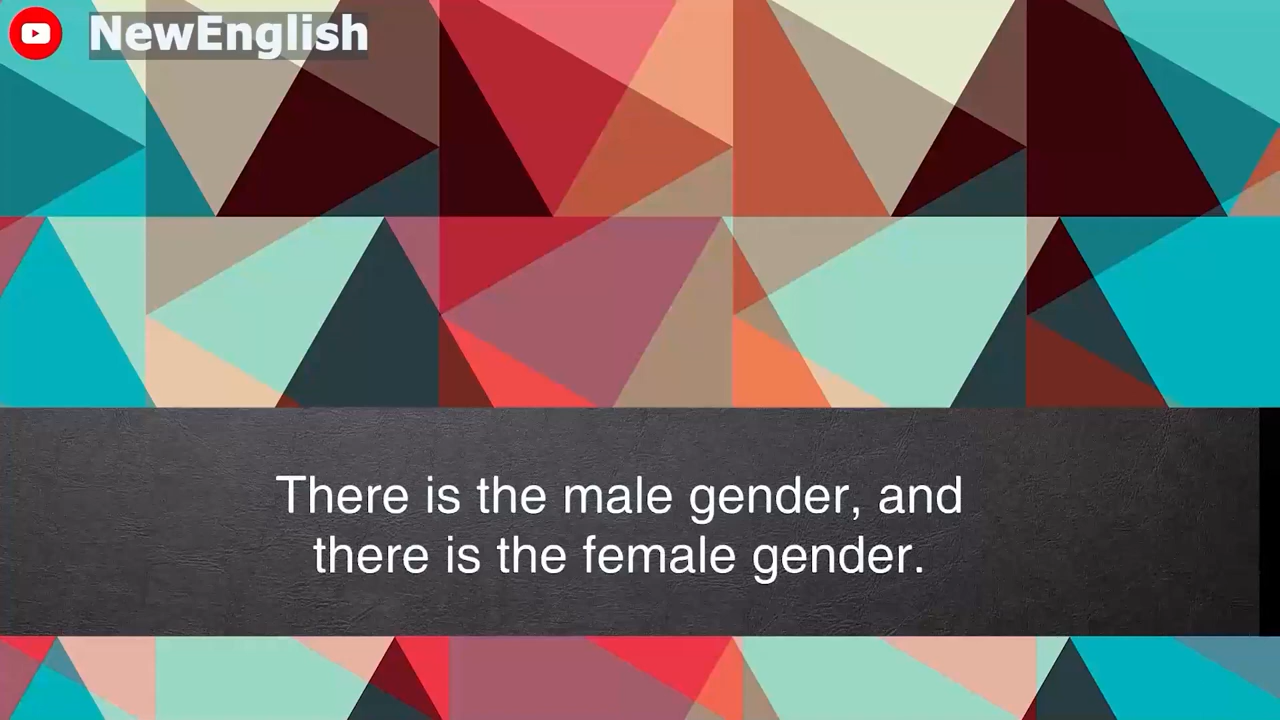 NewEnglish
There is the male gender, and
there is the female gender.